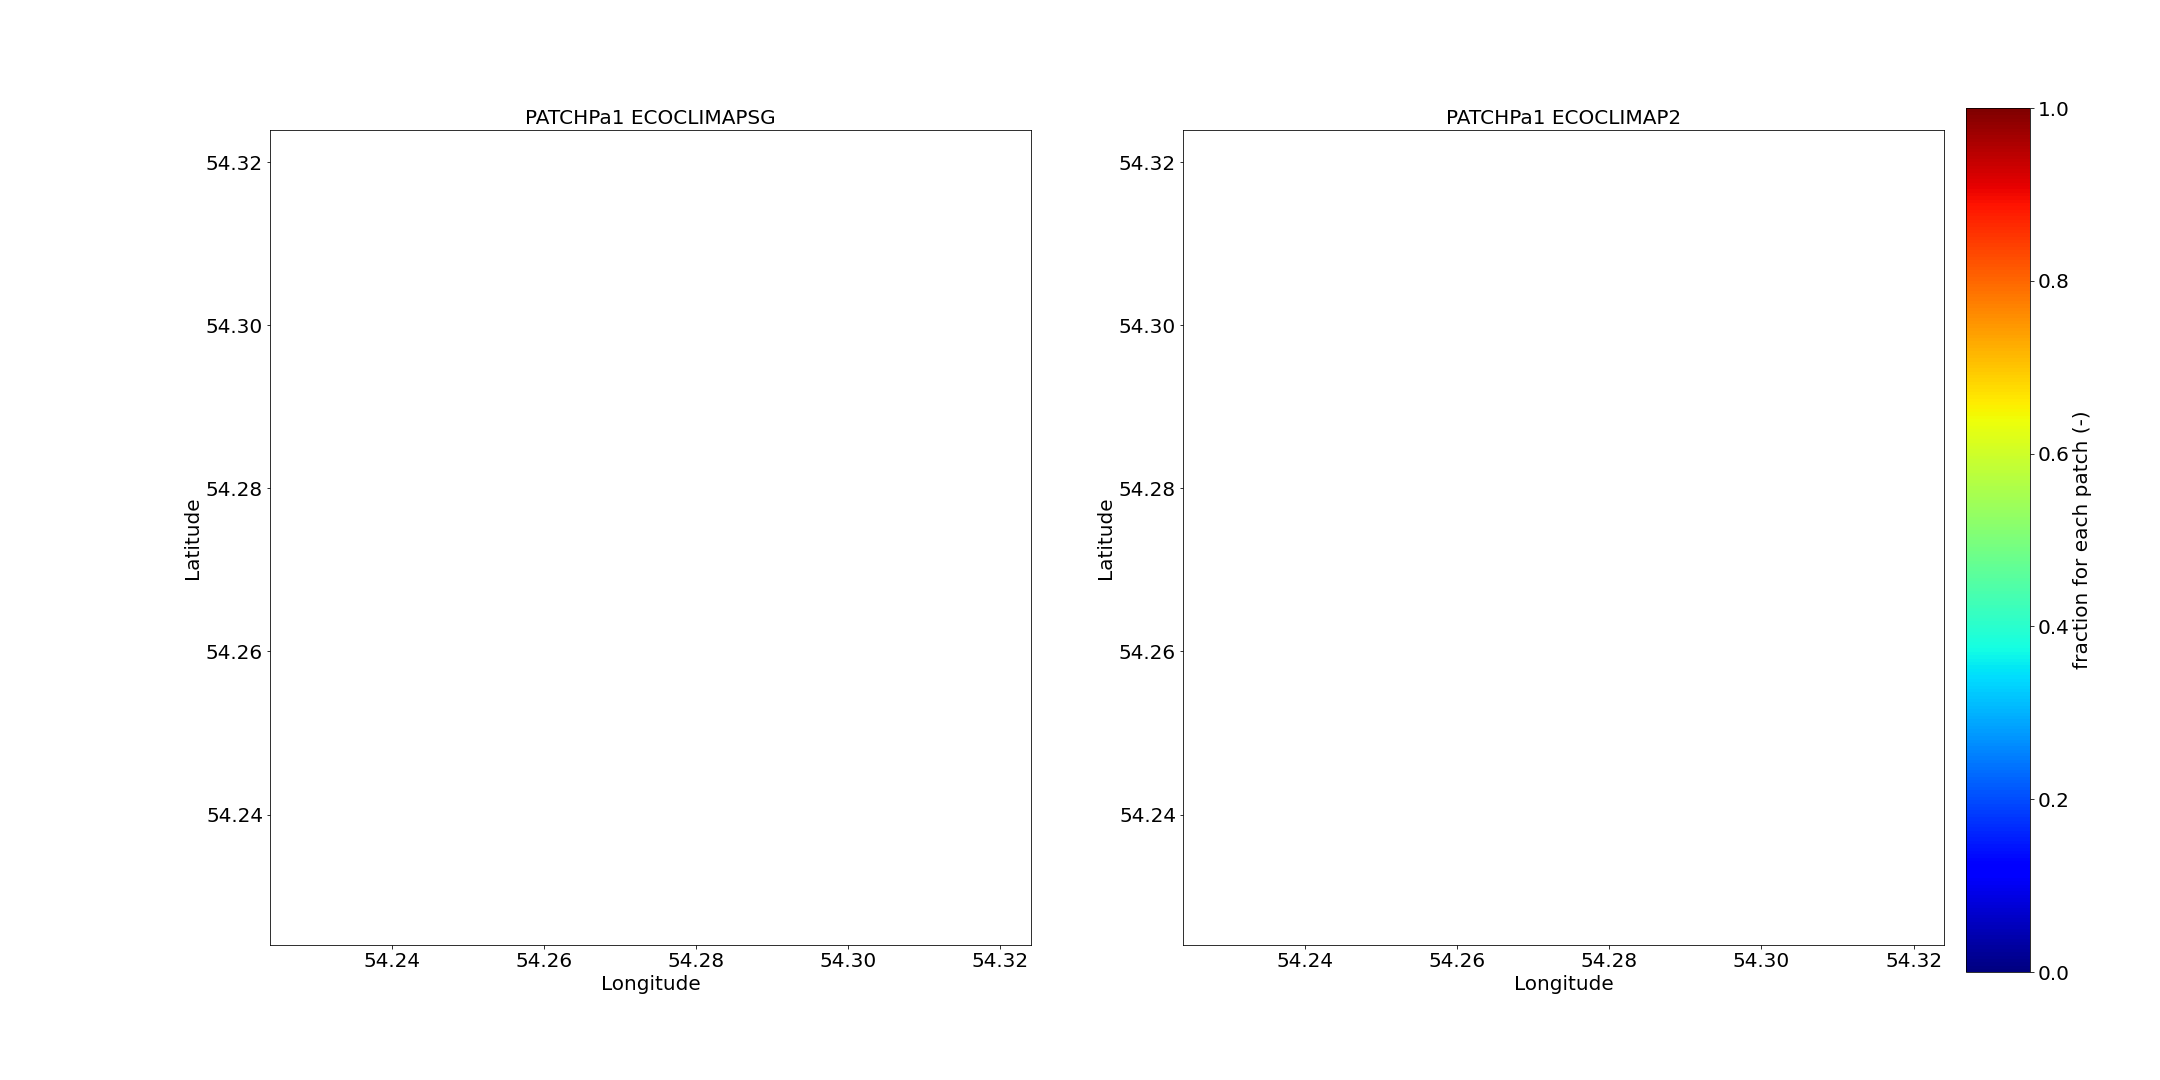 PATCHPa1 ECOCLIMAPSG
54.32
54.30
54.28
54.26
54.24
Latitude
54.24 54.26 54.28 54.30 54.32
Longitude
PATCHPa1 ECOCLIMAP2
54.32
54.30
54.28
54.26
54.24
Latitude
54.24 54.26 54.28 54.30 54.32
Longitude
1.0
0.8
0.6
0.4
0.2
0.0
fraction for each patch (-)